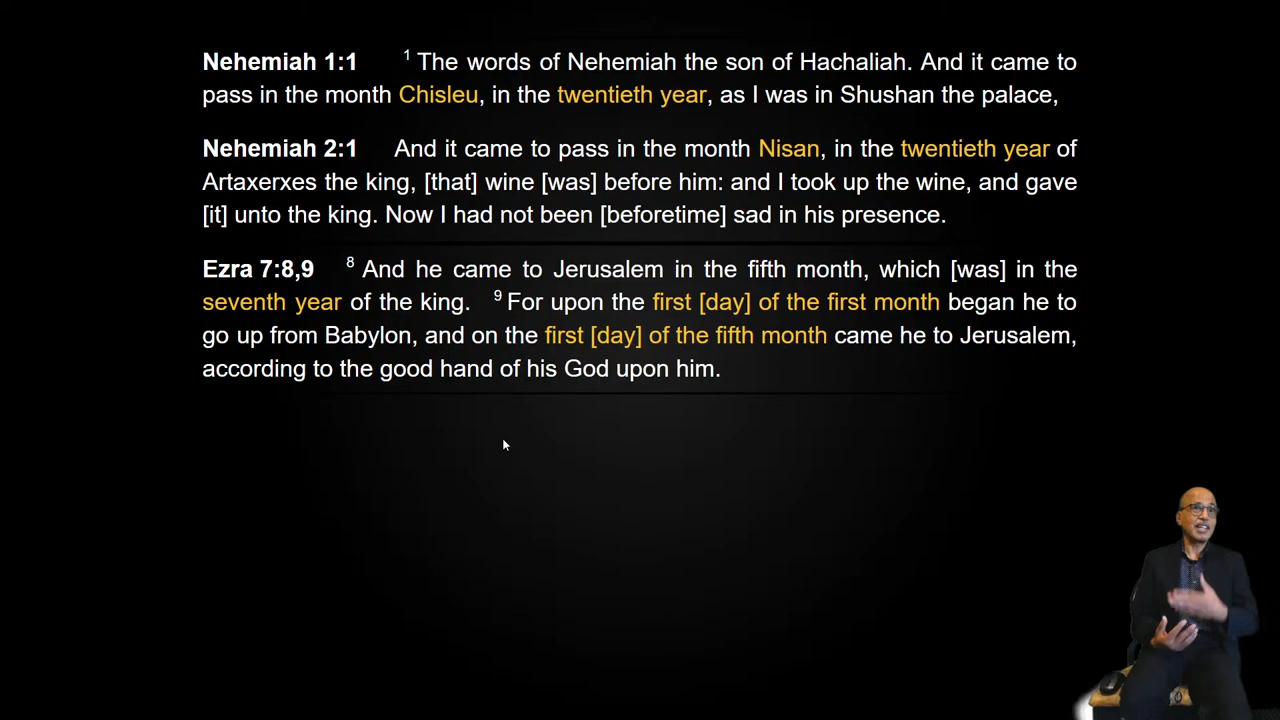 Nehemiah 1:1 1 The words of Nehemiah the son of Hachaliah. And it came to
pass in the month Chisleu, in the twentieth year, as I was in Shushan the palace,
Nehemiah 2:1 And it came to pass in the month Nisan, in the twentieth year of
Artaxerxes the king, [that] wine [was] before him: and I took up the wine, and gave
[it] unto the king. Now I had not been [beforetime] sad in his presence.
Ezra 7:8,9 8 And he came to Jerusalem in the fifth month, which [was] in the
seventh year of the king. 9 For upon the first [day] of the first month began he to
go up from Babylon, and on the first [day] of the fifth month came he to Jerusalem,
according to the good hand of his God upon him.